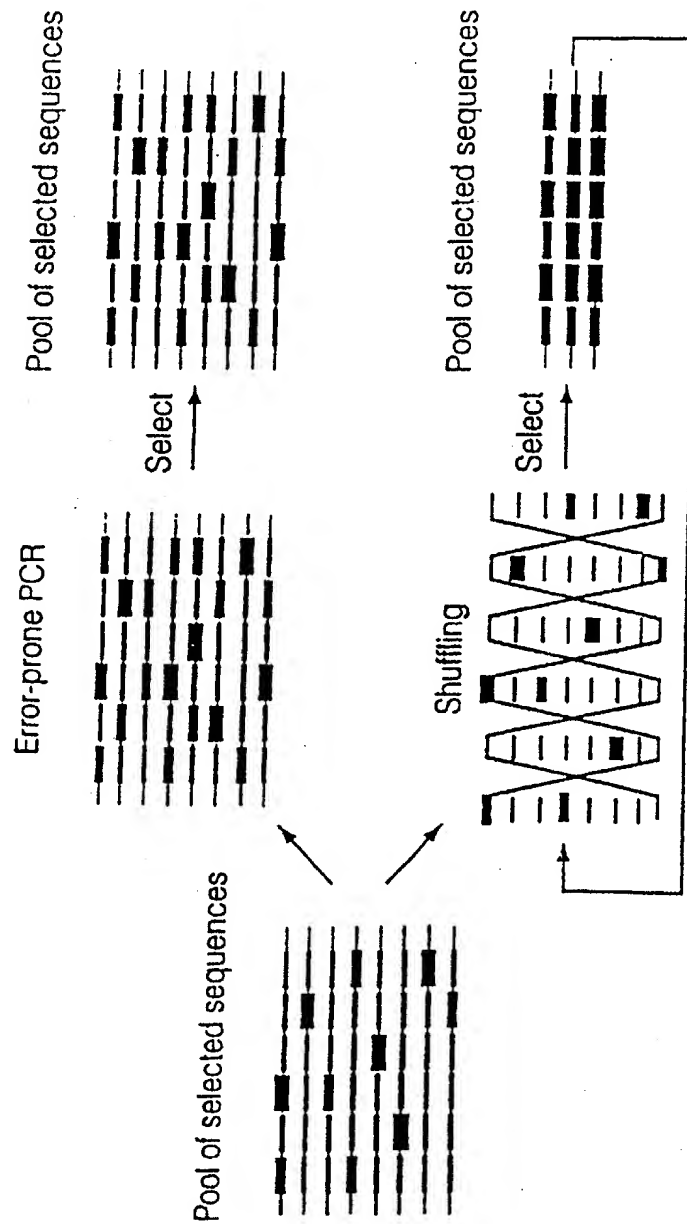 Pool of selected sequences
Error-prone PCR
Select
Pool of selected sequences
Shuffling
Select
Pool of selected sequences